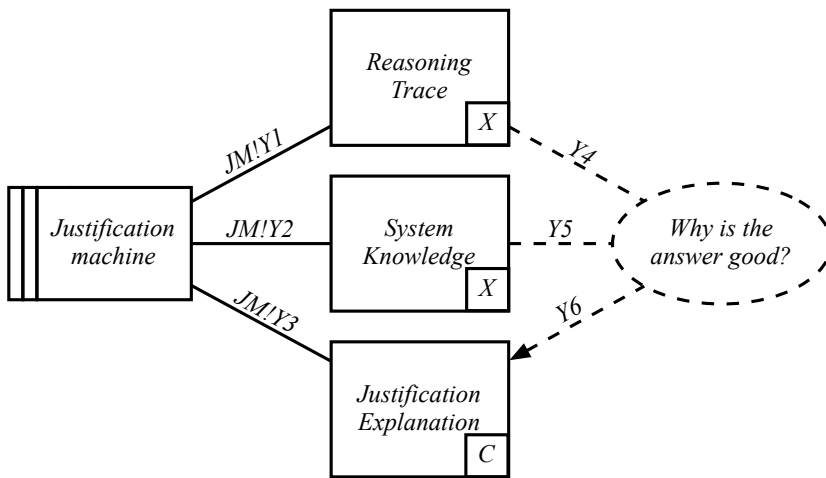 Reasoning
Trace
X
JM!Y1
Y4
Justification
machine
JM!Y2
System
Knowledge
X
Y5
Why is the
answer good?
JM!Y3
Y6
Justification
Explanation
C